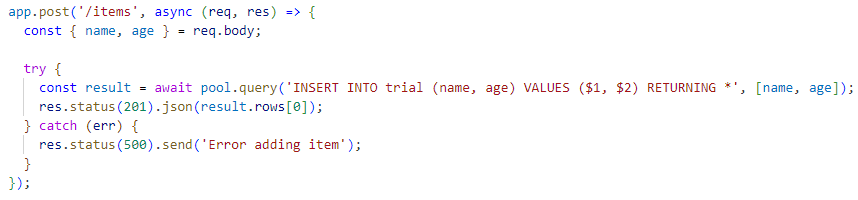 app.post('/items', async (req, res) => {
  const { name, age } = req.body;

  try {
    const result = await pool.query('INSERT INTO trial (name, age) VALUES ($1, $2) RETURNING *', [name, age]);
    res.status(201).json(result.rows[0]);
  } catch (err) {
    res.status(500).send('Error adding item');
  }
});